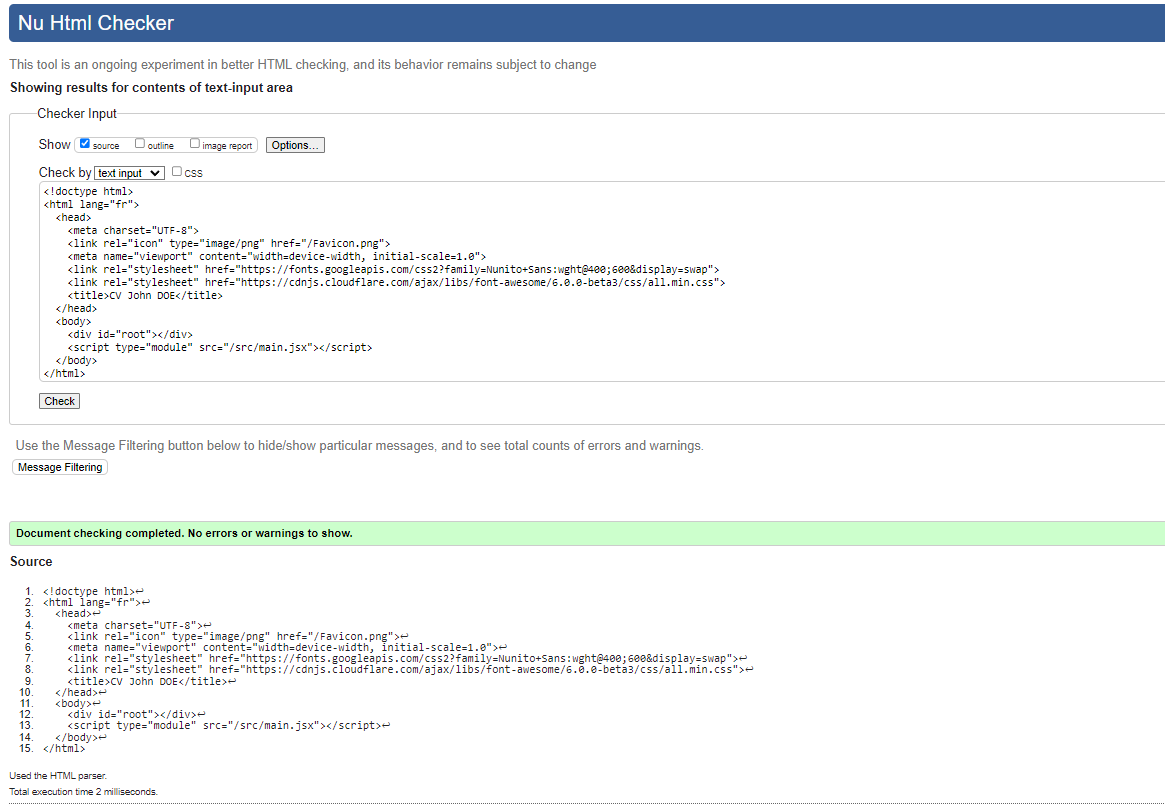 Nu Html Checker
This tool is an ongoing experiment in better HTML checking, and its behavior remains subject to change
Showing results for contents of text-input area
Checker Input
Show source outline image report Options...
Check by text input css
<!doctype html>
<html lang="fr">
  <head>
    <meta charset="UTF-8">
    <link rel="icon" type="image/png" href="/Favicon.png">
    <meta name="viewport" content="width=device-width, initial-scale=1.0">
    <link rel="stylesheet" href="https://fonts.googleapis.com/css2?family=Nunito+Sans:wght@400;600&display=swap">
    <link rel="stylesheet" href="https://cdnjs.cloudflare.com/ajax/libs/font-awesome/6.0.0-beta3/css/all.min.css">
    <title>CV John DOE</title>
  </head>
  <body>
    <div id="root"></div>
    <script type="module" src="/src/main.jsx"></script>
  </body>
</html>
Check
Use the Message Filtering button below to hide/show particular messages, and to see total counts of errors and warnings.
Message Filtering
Document checking completed. No errors or warnings to show.
Source
1. <!doctype html>↩
2. <html lang="fr">↩
3.   <head>↩
4.     <meta charset="UTF-8">↩
5.     <link rel="icon" type="image/png" href="/Favicon.png">↩
6.     <meta name="viewport" content="width=device-width, initial-scale=1.0">↩
7.     <link rel="stylesheet" href="https://fonts.googleapis.com/css2?family=Nunito+Sans:wght@400;600&display=swap">↩
8.     <link rel="stylesheet" href="https://cdnjs.cloudflare.com/ajax/libs/font-awesome/6.0.0-beta3/css/all.min.css">↩
9.     <title>CV John DOE</title>↩
10.   </head>↩
11.   <body>↩
12.     <div id="root"></div>↩
13.     <script type="module" src="/src/main.jsx"></script>↩
14.   </body>↩
15. </html>
Used the HTML parser.
Total execution time 2 milliseconds.